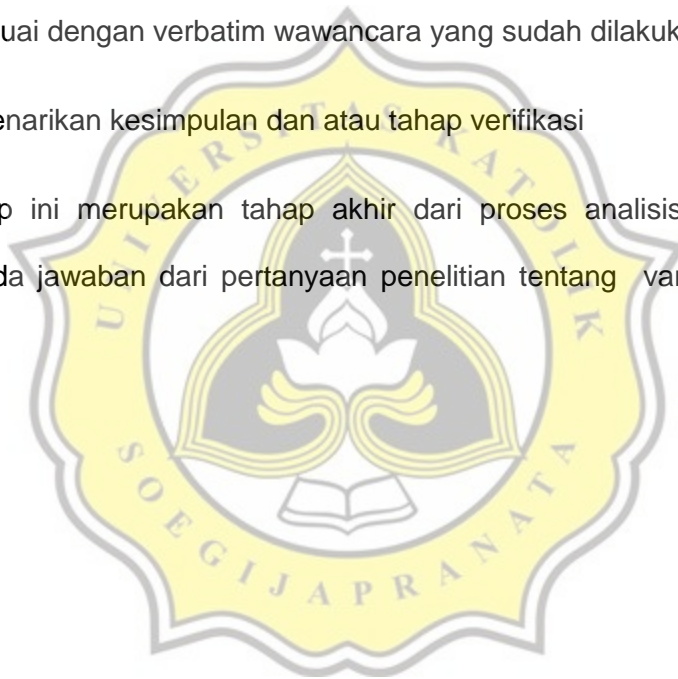 uai dengan verbatim wawancara yang sudah dilakuk
enarikan kesimpulan dan atau tahap verifikasi
p ini merupakan tahap akhir dari proses analisis
da jawaban dari pertanyaan penelitian tentang var
UNIVERSITAS KATOLIK
SOEGIJAPRANATA